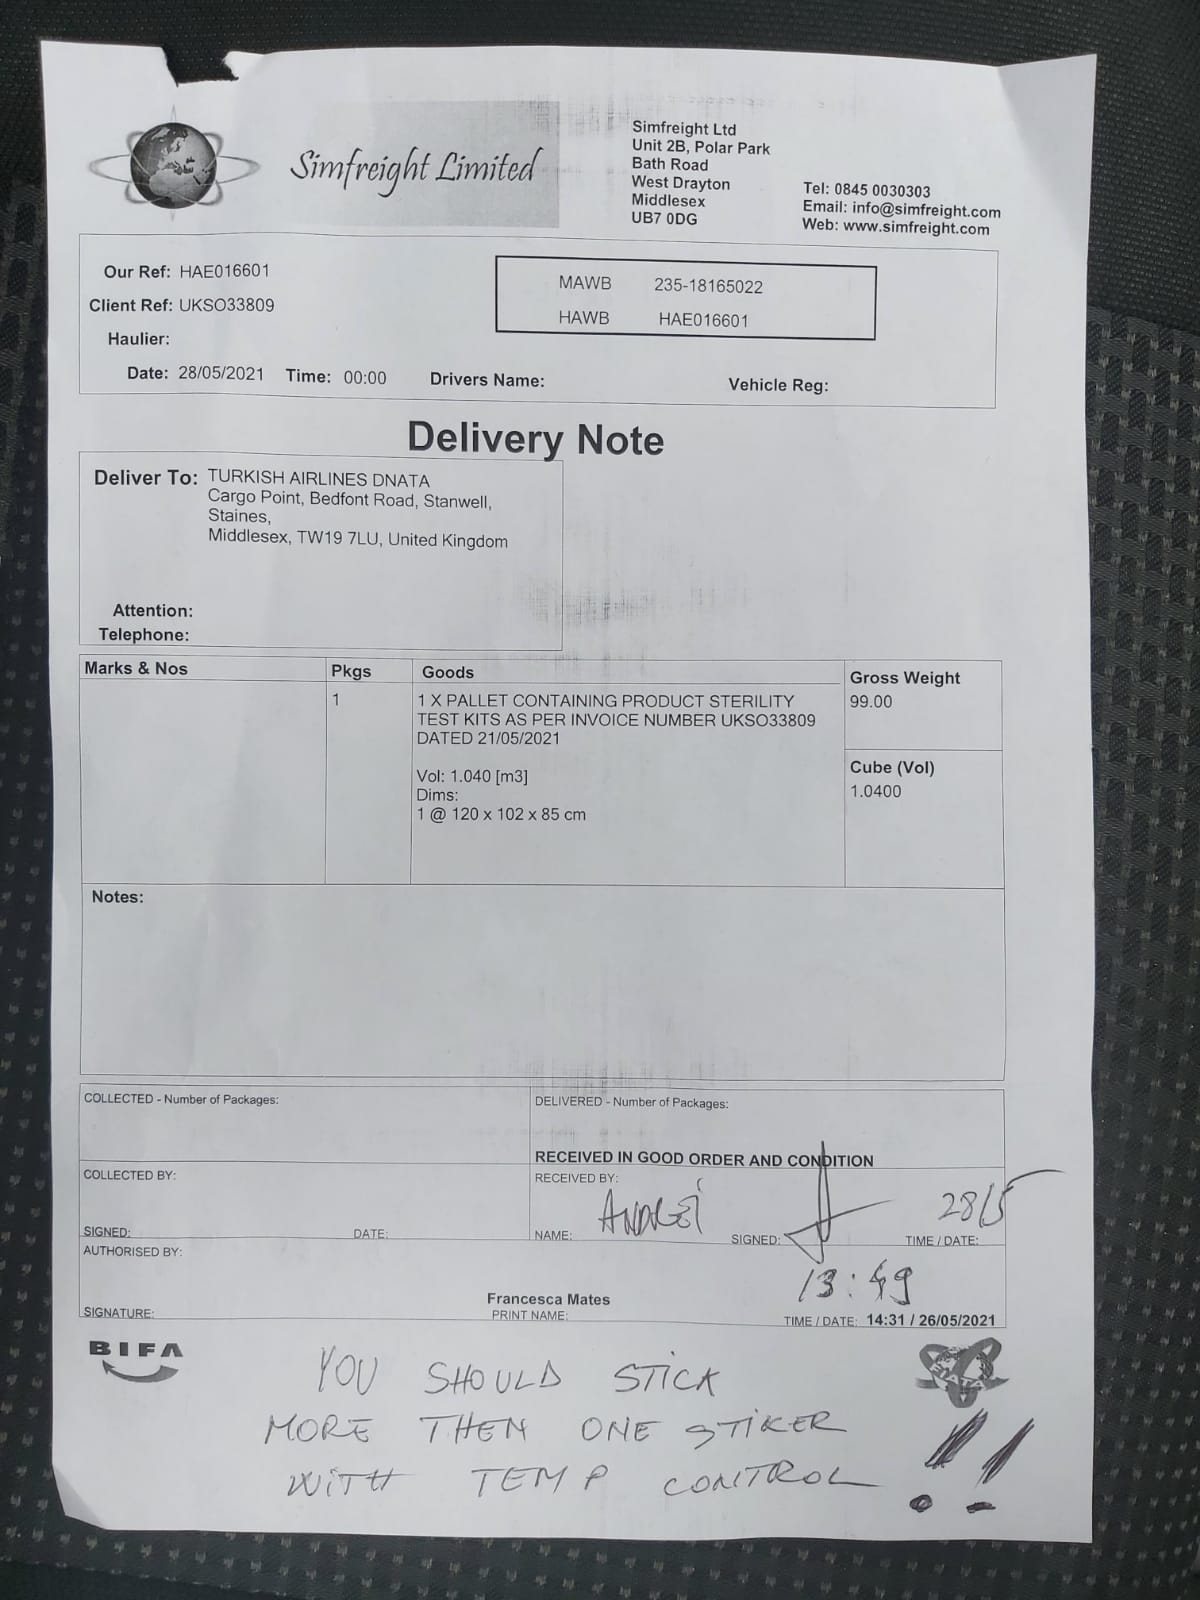 Simfreight Limited
Simfreight Ltd
Unit 2B, Polar Park
Bath Road
West Drayton
Middlesex
UB7 0DG
Tel: 0845 0030303
Email: info@simfreight.com
Web: www.simfreight.com
Our Ref: HAE016601
Client Ref: UKSO33809
Haulier:
MAWB 235-18165022
HAWB HAE016601
Date: 28/05/2021 Time: 00:00 Drivers Name: Vehicle Reg:
Delivery Note
Deliver To: TURKISH AIRLINES DNATA
Cargo Point, Bedfont Road, Stanwell,
Staines,
Middlesex, TW19 7LU, United Kingdom
Attention:
Telephone:
Marks & Nos Pkgs Goods Gross Weight
1 1 X PALLET CONTAINING PRODUCT STERILITY 99.00
TEST KITS AS PER INVOICE NUMBER UKSO33809
DATED 21/05/2021
Cube (Vol)
Vol: 1.040 [m3] 1.0400
Dims:
1 @ 120 x 102 x 85 cm
Notes:
COLLECTED - Number of Packages: DELIVERED - Number of Packages:
RECEIVED IN GOOD ORDER AND CONDITION
COLLECTED BY: RECEIVED BY:
SIGNED: DATE: NAME: ANDREI SIGNED: TIME / DATE: 28/5
13:49
AUTHORISED BY:
Francesca Mates
SIGNATURE: PRINT NAME: TIME / DATE: 14:31 / 26/05/2021
BIFA
FIATA
YOU SHOULD STICK
MORE THEN ONE STIKER
WITH TEMP CONTROL !!